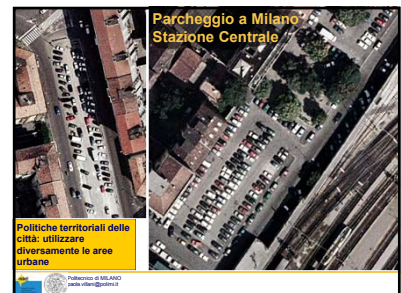 Parcheggio a Milano
Stazione Centrale
Politiche territoriali delle
città: utilizzare
diversamente le aree
urbane
Politecnico di MILANO
paola.villani@polimi.it